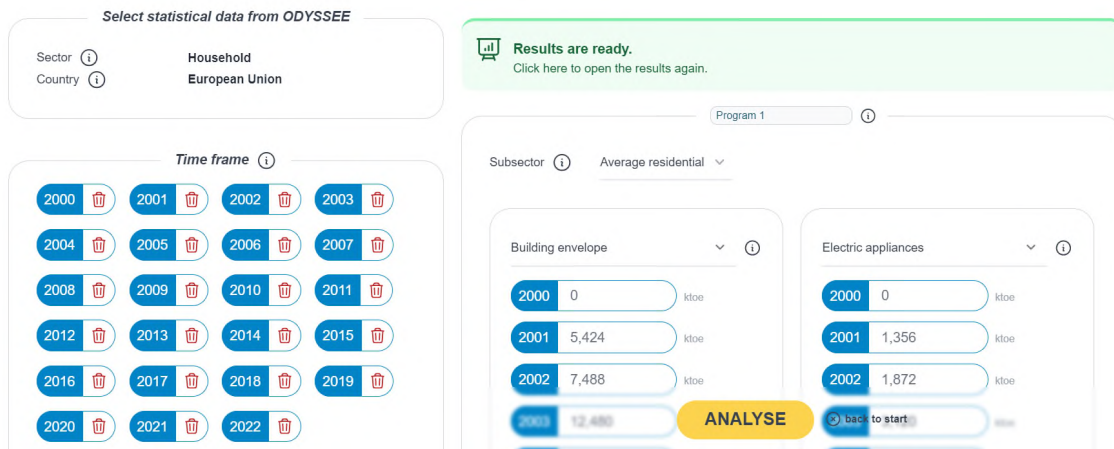 Select statistical data from ODYSSEE
Sector
Household
Country
European Union
Time frame
2000 2001 2002 2003
2004 2005 2006 2007
2008 2009 2010 2011
2012 2013 2014 2015
2016 2017 2018 2019
2020 2021 2022
Results are ready.
Click here to open the results again.
Program 1
Subsector
Average residential
Building envelope
2000 0 ktoe
2001 5,424 ktoe
2002 7,488 ktoe
2003 12,480
Electric appliances
2000 0 ktoe
2001 1,356 ktoe
2002 1,872 ktoe
ktoe
ANALYSE
back to start